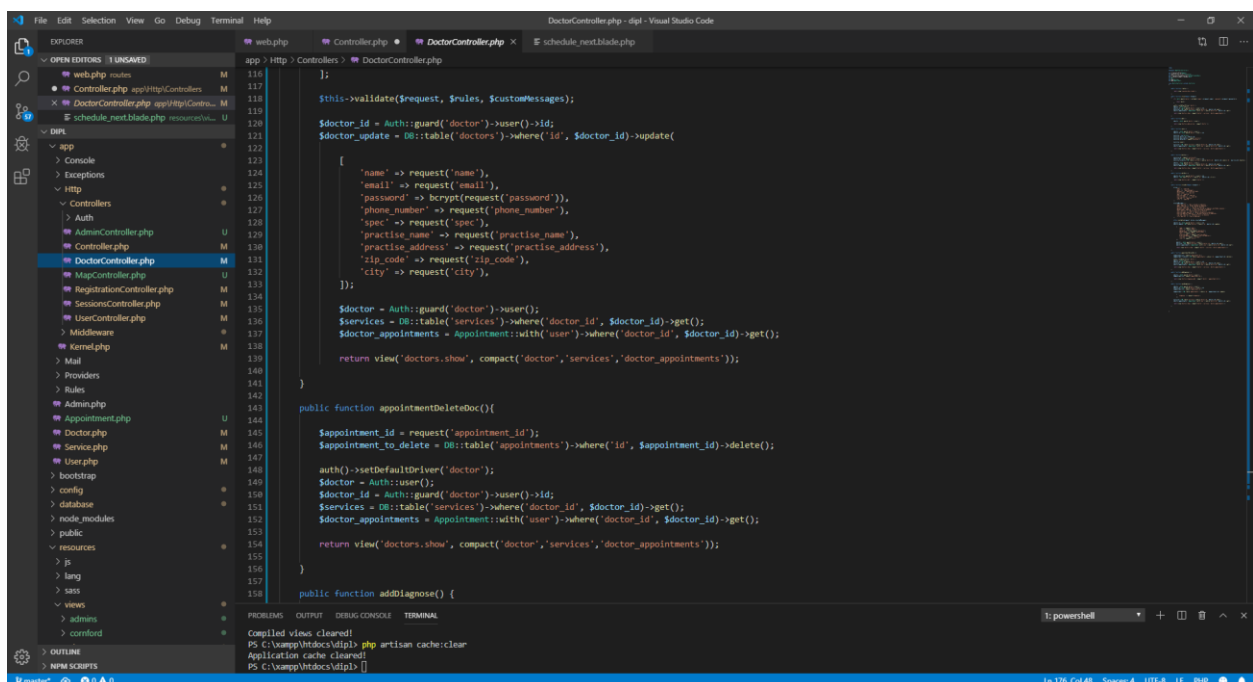 File Edit Selection View Go Debug Terminal Help
DoctorController.php - dipl - Visual Studio Code
EXPLORER
OPEN EDITORS 1 UNSAVED
web.php routes M
Controller.php app\Http\Controllers M
DoctorController.php app\Http\Contro... M
schedule_next.blade.php resources\vi... U
DIPL
app
Console
Exceptions
Http
Controllers
Auth
AdminController.php U
Controller.php M
DoctorController.php M
MapController.php U
RegistrationController.php M
SessionsController.php M
UserController.php M
Middleware
Kernel.php M
Mail
Providers
Rules
Admin.php
Appointment.php U
Doctor.php M
Service.php M
User.php M
bootstrap
config
database
node_modules
public
resources
js
lang
sass
views
admins
cornford
OUTLINE
NPM SCRIPTS
web.php Controller.php DoctorController.php schedule_next.blade.php
app > Http > Controllers > DoctorController.php
116 ];
117
118 $this->validate($request, $rules, $customMessages);
119
120 $doctor_id = Auth::guard('doctor')->user()->id;
121 $doctor_update = DB::table('doctors')->where('id', $doctor_id)->update(
122
123 [
124 'name' => request('name'),
125 'email' => request('email'),
126 'password' => bcrypt(request('password')),
127 'phone_number' => request('phone_number'),
128 'spec' => request('spec'),
129 'practise_name' => request('practise_name'),
130 'practise_address' => request('practise_address'),
131 'zip_code' => request('zip_code'),
132 'city' => request('city'),
133 ]);
134
135 $doctor = Auth::guard('doctor')->user();
136 $services = DB::table('services')->where('doctor_id', $doctor_id)->get();
137 $doctor_appointments = Appointment::with('user')->where('doctor_id', $doctor_id)->get();
138
139 return view('doctors.show', compact('doctor','services','doctor_appointments'));
140
141 }
142
143 public function appointmentDeleteDoc(){
144
145 $appointment_id = request('appointment_id');
146 $appointment_to_delete = DB::table('appointments')->where('id', $appointment_id)->delete();
147
148 auth()->setDefaultDriver('doctor');
149 $doctor = Auth::user();
150 $doctor_id = Auth::guard('doctor')->user()->id;
151 $services = DB::table('services')->where('doctor_id', $doctor_id)->get();
152 $doctor_appointments = Appointment::with('user')->where('doctor_id', $doctor_id)->get();
153
154 return view('doctors.show', compact('doctor','services','doctor_appointments'));
155
156 }
157
158 public function addDiagnose() {
PROBLEMS OUTPUT DEBUG CONSOLE TERMINAL
1: powershell
Compiled views cleared!
PS C:\xampp\htdocs\dipl> php artisan cache:clear
Application cache cleared!
PS C:\xampp\htdocs\dipl>
master* 0 0 Ln 176, Col 48 Spaces: 4 UTF-8 LF PHP